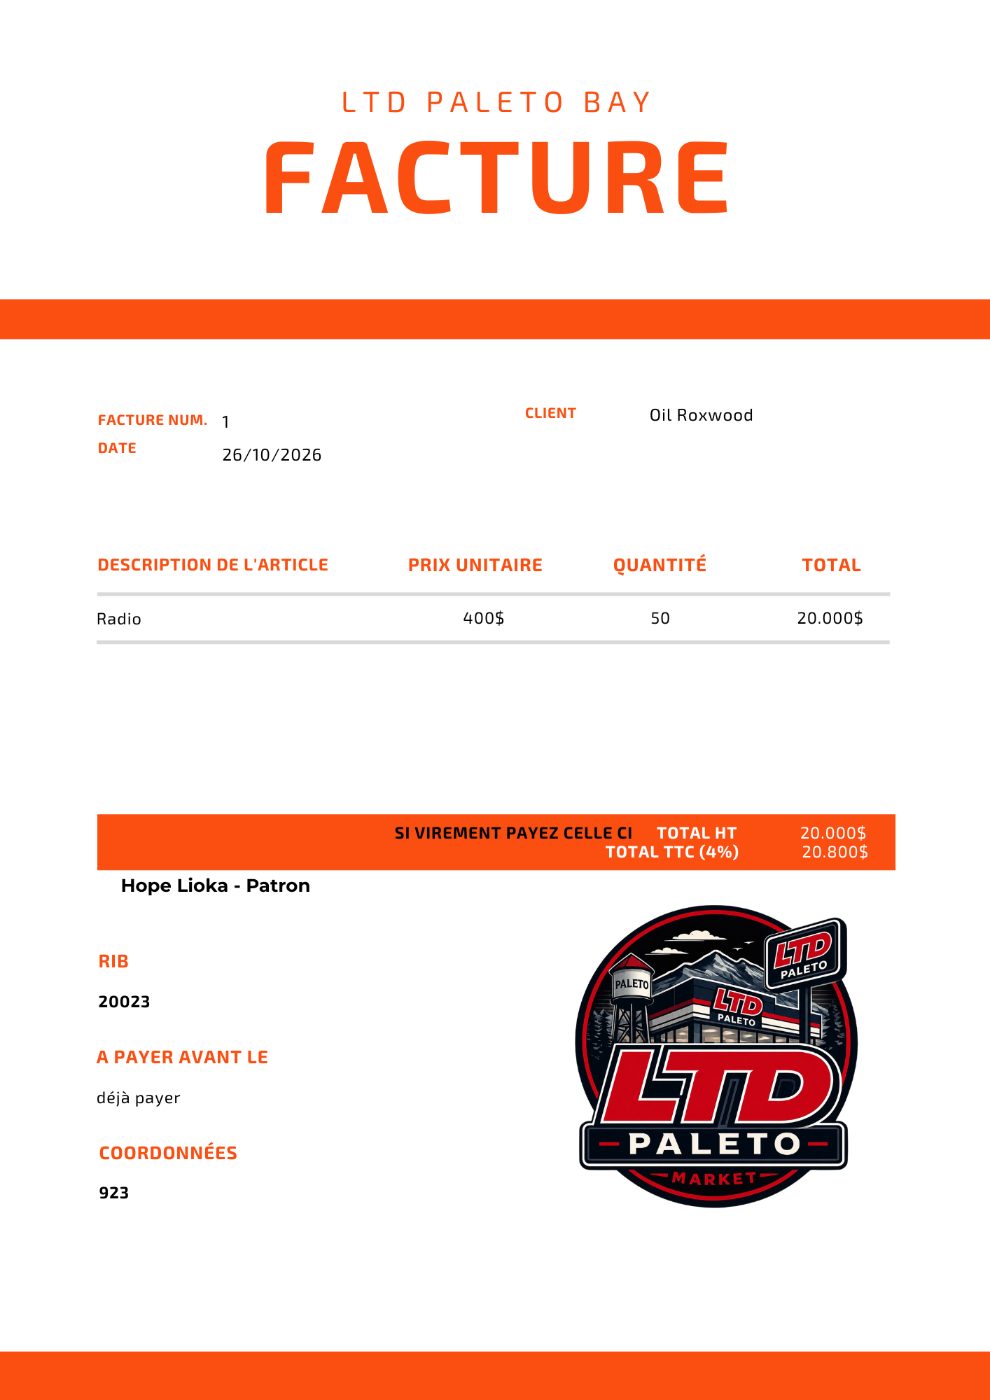 LTD PALETO BAY
FACTURE
FACTURE NUM. 1
DATE 26/10/2026
CLIENT Oil Roxwood
DESCRIPTION DE L'ARTICLE PRIX UNITAIRE QUANTITÉ TOTAL
Radio 400$ 50 20.000$
SI VIREMENT PAYEZ CELLE CI TOTAL HT 20.000$
TOTAL TTC (4%) 20.800$
Hope Lioka - Patron
RIB
20023
A PAYER AVANT LE
déjà payer
COORDONNÉES
923
LTD
PALETO
PALETO
LTD
PALETO
LTD
PALETO
MARKET